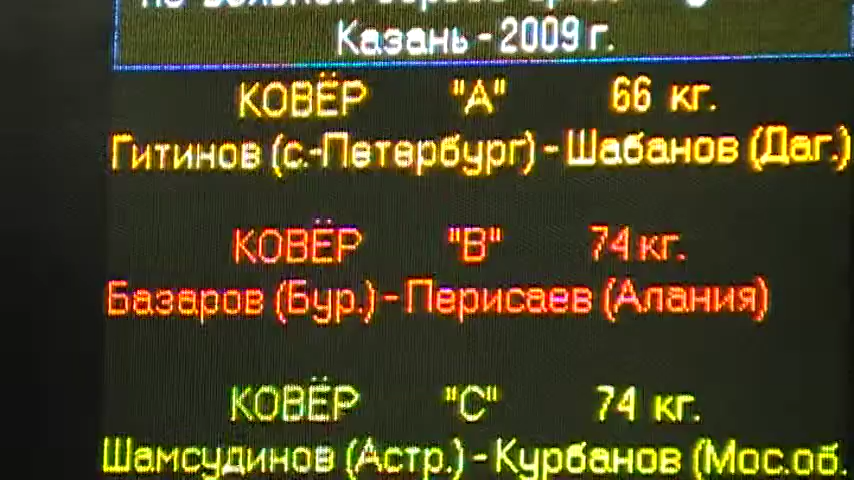 Казань - 2009 г.
КОВЁР "А" 66 кг.
Гитинов (с.-Петербург) - Шабанов (Даг.)
КОВЁР "В" 74 кг.
Базаров (Бур.) - Перисаев (Алания)
КОВЁР "С" 74 кг.
Шамсудинов (Астр.) - Курбанов (Мос.об.